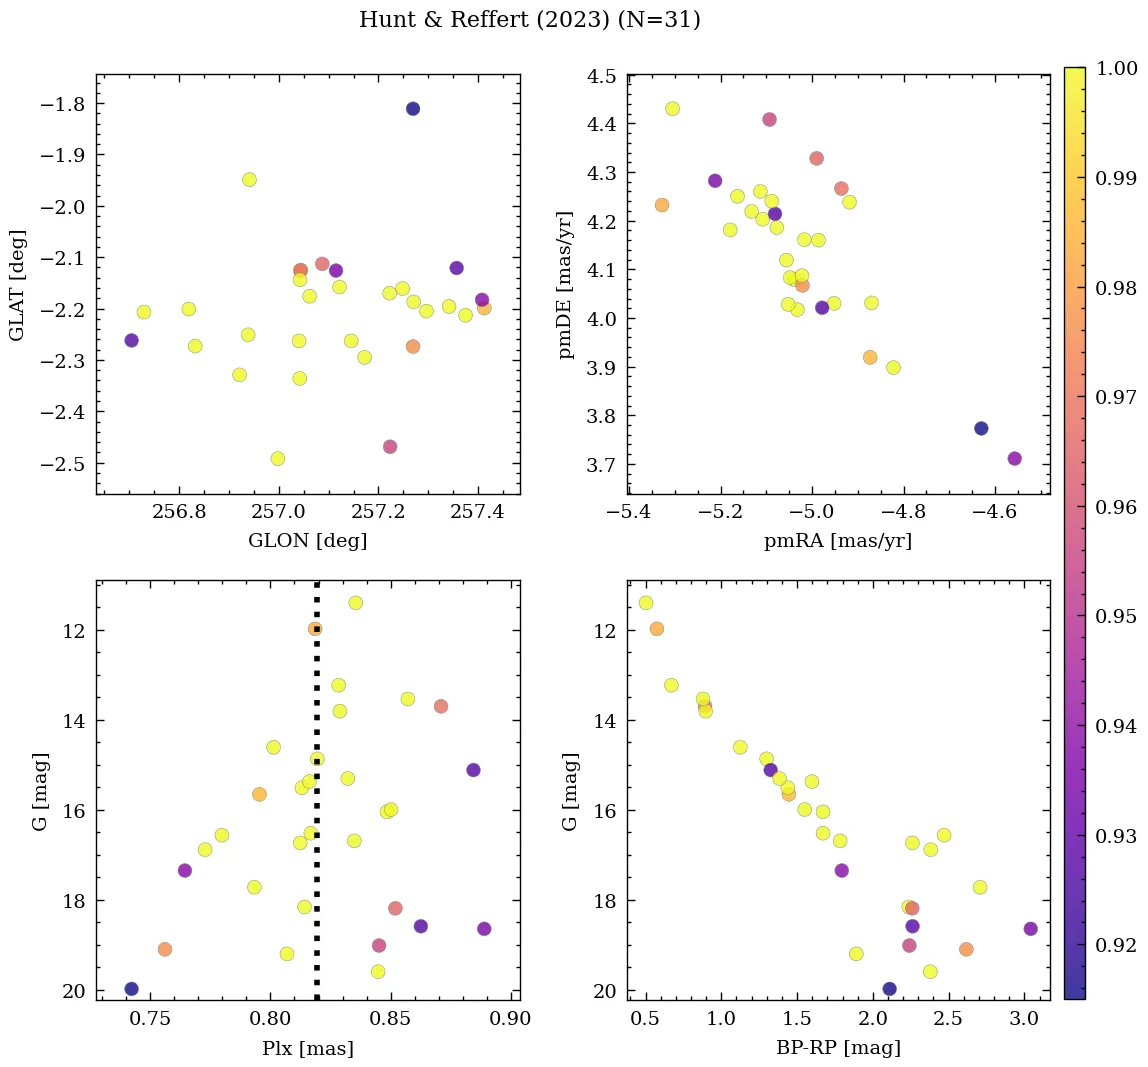 Hunt & Reffert (2023) (N=31)
−1.8
−1.9
−2.0
−2.1
−2.2
−2.3
−2.4
−2.5
GLAT [deg]
256.8 257.0 257.2 257.4
GLON [deg]
4.5
4.4
4.3
4.2
4.1
4.0
3.9
3.8
3.7
pmDE [mas/yr]
−5.4 −5.2 −5.0 −4.8 −4.6
pmRA [mas/yr]
12
14
16
18
20
G [mag]
0.75 0.80 0.85 0.90
Plx [mas]
12
14
16
18
20
G [mag]
0.5 1.0 1.5 2.0 2.5 3.0
BP-RP [mag]
1.00
0.99
0.98
0.97
0.96
0.95
0.94
0.93
0.92